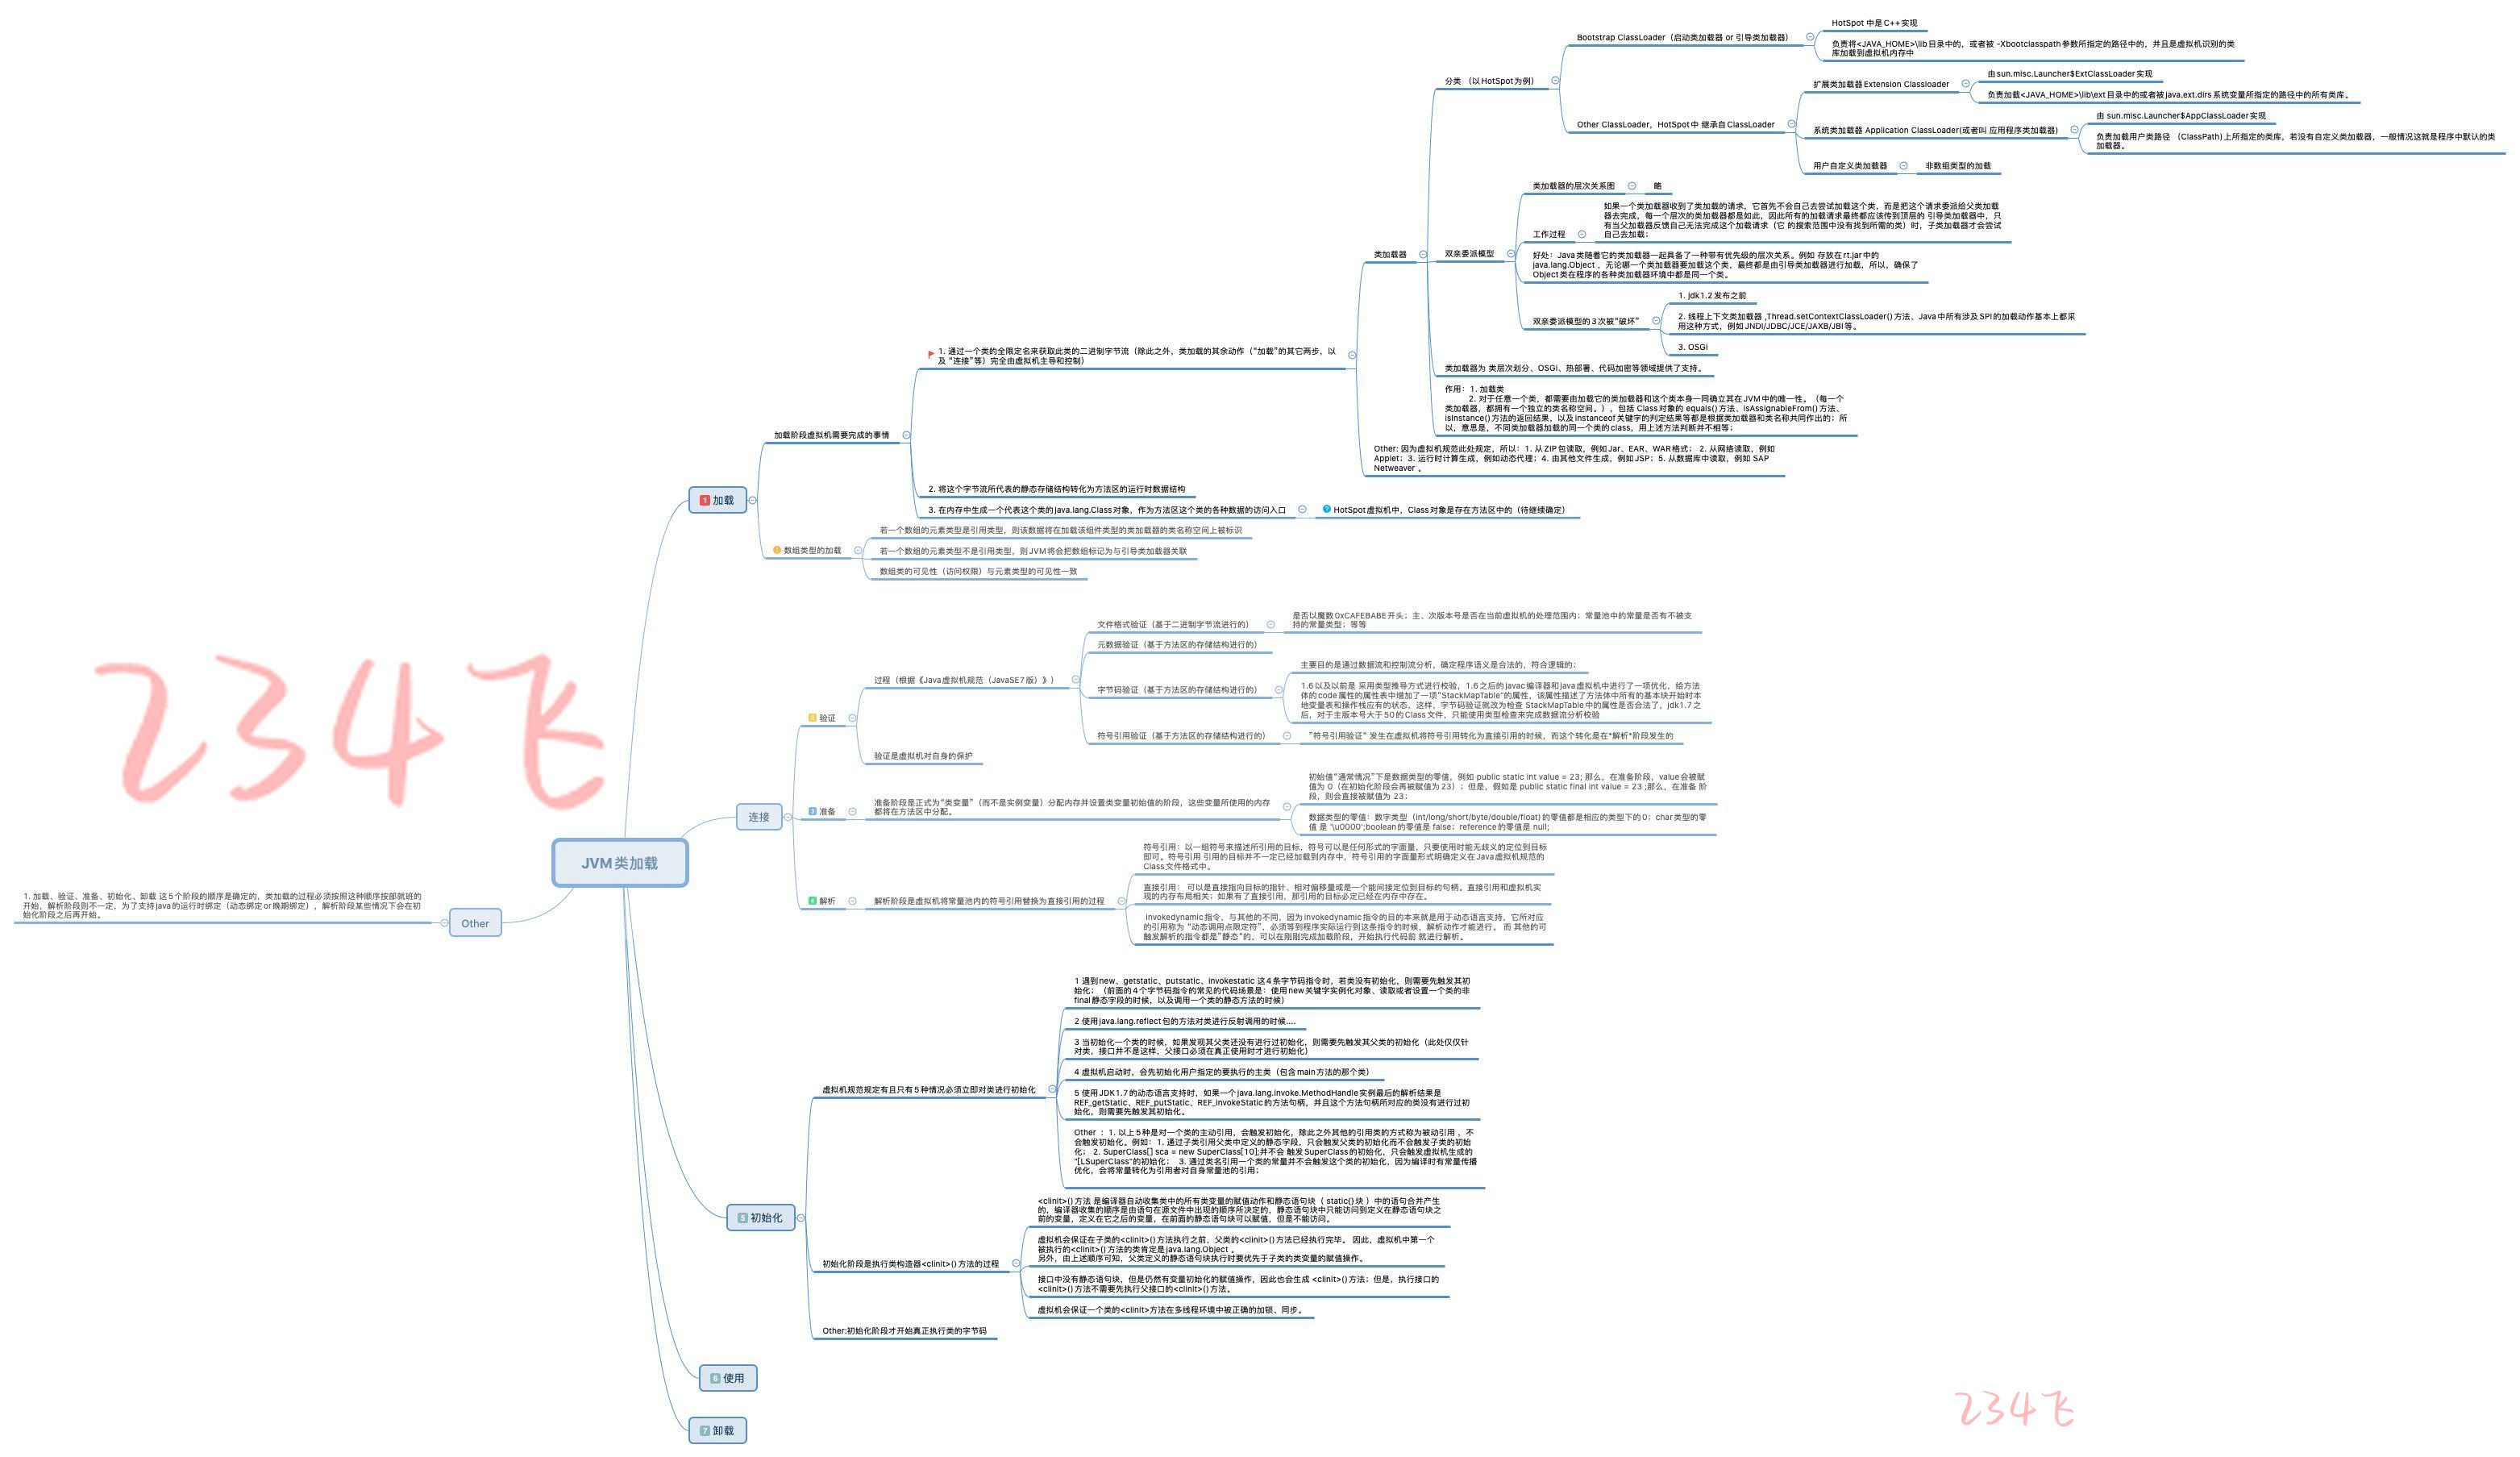 JVM 类加载
1 加载
加载阶段虚拟机需要完成的事情
1. 通过一个类的全限定名来获取此类的二进制字节流（除此之外，类加载的其余动作（“加载”的其它两步，以
及 “连接”等）完全由虚拟机主导和控制）
类加载器
分类 （以HotSpot为例）
Bootstrap ClassLoader（启动类加载器 or 引导类加载器）
HotSpot 中是C++实现
负责将<JAVA_HOME>\lib目录中的，或者被 -Xbootclasspath参数所指定的路径中的，并且是虚拟机识别的类
库加载到虚拟机内存中
Other ClassLoader，HotSpot中 继承自ClassLoader
扩展类加载器Extension Classloader
由sun.misc.Launcher$ExtClassLoader实现
负责加载<JAVA_HOME>\lib\ext目录中的或者被java.ext.dirs系统变量所指定的路径中的所有类库。
系统类加载器 Application ClassLoader(或者叫 应用程序类加载器)
由 sun.misc.Launcher$AppClassLoader实现
负责加载用户类路径 （ClassPath)上所指定的类库，若没有自定义类加载器，一般情况这就是程序中默认的类
加载器。
用户自定义类加载器
非数组类型的加载
双亲委派模型
类加载器的层次关系图
略
工作过程
如果一个类加载器收到了类加载的请求，它首先不会自己去尝试加载这个类，而是把这个请求委派给父类加载
器去完成，每一个层次的类加载器都是如此，因此所有的加载请求最终都应该传到顶层的 引导类加载器中，只
有当父加载器反馈自己无法完成这个加载请求（它 的搜索范围中没有找到所需的类）时，子类加载器才会尝试
自己去加载；
好处：Java类随着它的类加载器一起具备了一种带有优先级的层次关系。例如 存放在rt.jar中的
java.lang.Object ，无论哪一个类加载器要加载这个类，最终都是由引导类加载器进行加载，所以，确保了
Object类在程序的各种类加载器环境中都是同一个类。
双亲委派模型的3次被“破坏”
1. jdk1.2发布之前
2. 线程上下文类加载器 ,Thread.setContextClassLoader()方法、Java中所有涉及SPI的加载动作基本上都采
用这种方式，例如JNDI/JDBC/JCE/JAXB/JBI等。
3. OSGi
类加载器为 类层次划分、OSGi、热部署、代码加密等领域提供了支持。
作用：1. 加载类
2. 对于任意一个类，都需要由加载它的类加载器和这个类本身一同确立其在JVM中的唯一性。（每一个
类加载器，都拥有一个独立的类名称空间。），包括 Class对象的 equals()方法、isAssignableFrom()方法、
isInstance()方法的返回结果，以及instanceof关键字的判定结果等都是根据类加载器和类名称共同作出的；所
以，意思是，不同类加载器加载的同一个类的class，用上述方法判断并不相等；
Other: 因为虚拟机规范此处规定，所以：1. 从ZIP包读取，例如Jar、EAR、WAR格式； 2. 从网络读取，例如
Applet；3. 运行时计算生成，例如动态代理；4. 由其他文件生成，例如JSP；5. 从数据库中读取，例如 SAP
Netweaver 。
2. 将这个字节流所代表的静态存储结构转化为方法区的运行时数据结构
3. 在内存中生成一个代表这个类的java.lang.Class对象，作为方法区这个类的各种数据的访问入口
HotSpot虚拟机中，Class对象是存在方法区中的（待继续确定）
数组类型的加载
若一个数组的元素类型是引用类型，则该数据将在加载该组件类型的类加载器的类名称空间上被标识
若一个数组的元素类型不是引用类型，则JVM将会把数组标记为与引导类加载器关联
数组类的可见性（访问权限）与元素类型的可见性一致
234飞
连接
2 验证
过程（根据《Java虚拟机规范（JavaSE7版）》）
文件格式验证（基于二进制字节流进行的）
是否以魔数0xCAFEBABE开头；主、次版本号是否在当前虚拟机的处理范围内；常量池中的常量是否有不被支
持的常量类型；等等
元数据验证（基于方法区的存储结构进行的）
字节码验证（基于方法区的存储结构进行的）
主要目的是通过数据流和控制流分析，确定程序语义是合法的，符合逻辑的；
1.6以及以前是 采用类型推导方式进行校验，1.6之后的javac编译器和java虚拟机中进行了一项优化，给方法
体的code属性的属性表中增加了一项“StackMapTable”的属性，该属性描述了方法体中所有的基本块开始时本
地变量表和操作栈应有的状态，这样，字节码验证就改为检查 StackMapTable中的属性是否合法了，jdk1.7之
后，对于主版本号大于50的Class文件，只能使用类型检查来完成数据流分析校验
符号引用验证（基于方法区的存储结构进行的）
“符号引用验证” 发生在虚拟机将符号引用转化为直接引用的时候，而这个转化是在“解析”阶段发生的
验证是虚拟机对自身的保护
3 准备
准备阶段是正式为“类变量”（而不是实例变量）分配内存并设置类变量初始值的阶段，这些变量所使用的内存
都将在方法区中分配。
初始值“通常情况”下是数据类型的零值，例如 public static int value = 23; 那么，在准备阶段，value会被赋
值为 0（在初始化阶段会再被赋值为23）；但是，假如是 public static final int value = 23 ;那么，在准备 阶
段，则会直接被赋值为 23；
数据类型的零值：数字类型（int/long/short/byte/double/float)的零值都是相应的类型下的0；char类型的零
值 是 '\u0000';boolean的零值是 false；reference的零值是 null;
4 解析
解析阶段是虚拟机将常量池内的符号引用替换为直接引用的过程
符号引用：以一组符号来描述所引用的目标，符号可以是任何形式的字面量，只要使用时能无歧义的定位到目标
即可。符号引用 引用的目标并不一定已经加载到内存中，符号引用的字面量形式明确定义在Java虚拟机规范的
Class文件格式中。
直接引用： 可以是直接指向目标的指针、相对偏移量或是一个能间接定位到目标的句柄。直接引用和虚拟机实
现的内存布局相关；如果有了直接引用，那引用的目标必定已经在内存中存在。
invokedynamic指令，与其他的不同，因为invokedynamic指令的目的本来就是用于动态语言支持，它所对应
的引用称为 “动态调用点限定符”，必须等到程序实际运行到这条指令的时候，解析动作才能进行。 而 其他的可
触发解析的指令都是”静态“的，可以在刚刚完成加载阶段，开始执行代码前 就进行解析。
Other
1. 加载、验证、准备、初始化、卸载 这5个阶段的顺序是确定的，类加载的过程必须按照这种顺序按部就班的
开始，解析阶段则不一定，为了支持java的运行时绑定（动态绑定or晚期绑定），解析阶段某些情况下会在初
始化阶段之后再开始。
5 初始化
虚拟机规范规定有且只有5种情况必须立即对类进行初始化
1 遇到new、getstatic、putstatic、invokestatic 这4条字节码指令时，若类没有初始化，则需要先触发其初
始化；（前面的4个字节码指令的常见的代码场景是：使用new关键字实例化对象、读取或者设置一个类的非
final静态字段的时候，以及调用一个类的静态方法的时候）
2 使用java.lang.reflect包的方法对类进行反射调用的时候....
3 当初始化一个类的时候，如果发现其父类还没有进行过初始化，则需要先触发其父类的初始化（此处仅仅针
对类，接口并不是这样，父接口必须在真正使用时才进行初始化）
4 虚拟机启动时，会先初始化用户指定的要执行的主类（包含main方法的那个类）
5 使用JDK1.7的动态语言支持时，如果一个java.lang.invoke.MethodHandle实例最后的解析结果是
REF_getStatic、REF_putStatic、REF_invokeStatic的方法句柄，并且这个方法句柄所对应的类没有进行过初
始化，则需要先触发其初始化。
Other ：1. 以上5种是对一个类的主动引用，会触发初始化，除此之外其他的引用类的方式称为被动引用 ，不
会触发初始化。例如：1. 通过子类引用父类中定义的静态字段，只会触发父类的初始化而不会触发子类的初始
化； 2. SuperClass[] sca = new SuperClass[10];并不会 触发SuperClass的初始化，只会触发虚拟机生成的
"[LSuperClass"的初始化； 3. 通过类名引用一个类的常量并不会触发这个类的初始化，因为编译时有常量传播
优化，会将常量转化为引用者对自身常量池的引用；
初始化阶段是执行类构造器<clinit>()方法的过程
<clinit>()方法 是编译器自动收集类中的所有类变量的赋值动作和静态语句块（ static{}块 ）中的语句合并产生
的，编译器收集的顺序是由语句在源文件中出现的顺序所决定的，静态语句块中只能访问到定义在静态语句块之
前的变量，定义在它之后的变量，在前面的静态语句块可以赋值，但是不能访问。
虚拟机会保证在子类的<clinit>()方法执行之前，父类的<clinit>()方法已经执行完毕。 因此，虚拟机中第一个
被执行的<clinit>()方法的类肯定是java.lang.Object 。
另外，由上述顺序可知，父类定义的静态语句块执行时要优先于子类的类变量的赋值操作。
接口中没有静态语句块，但是仍然有变量初始化的赋值操作，因此也会生成 <clinit>()方法；但是，执行接口的
<clinit>()方法不需要先执行父接口的<clinit>()方法。
虚拟机会保证一个类的<clinit>方法在多线程环境中被正确的加锁、同步。
Other:初始化阶段才开始真正执行类的字节码
6 使用
7 卸载
234飞